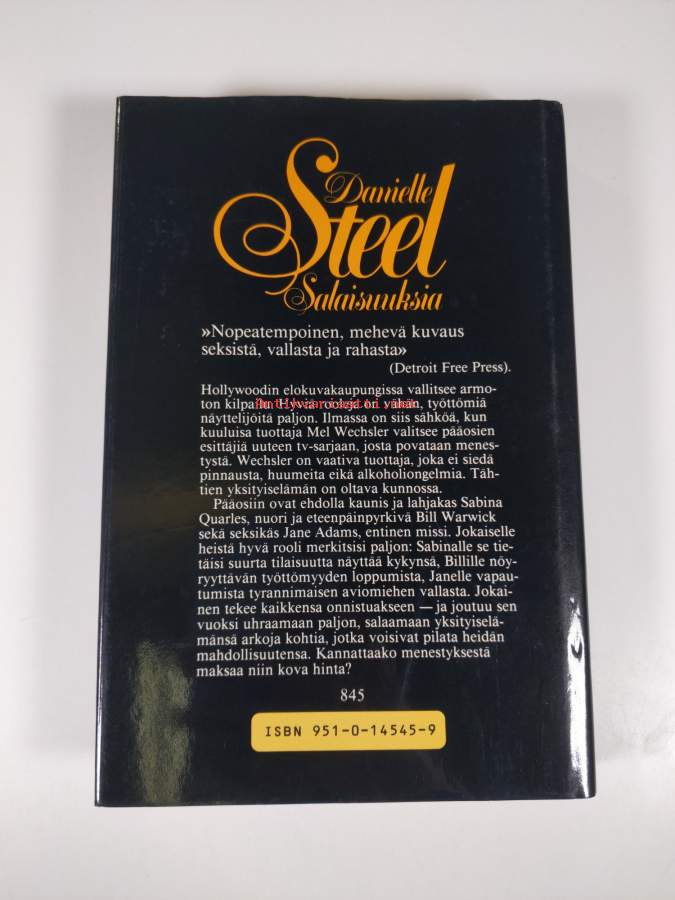 Danielle
Steel
Salaisuuksia
»Nopeatempoinen, mehevä kuvaus
seksistä, vallasta ja rahasta»
(Detroit Free Press).
Hollywoodin elokuvakaupungissa vallitsee armo-
ton kilpailu. Hyviä rooleja on vähän, työttömiä
näyttelijöitä paljon. Ilmassa on siis sähköä, kun
kuuluisa tuottaja Mel Wechsler valitsee pääosien
esittäjiä uuteen tv-sarjaan, josta povataan menes-
tystä. Wechsler on vaativa tuottaja, joka ei siedä
pinnausta, huumeita eikä alkoholiongelmia. Täh-
tien yksityiselämän on oltava kunnossa.
Pääosiin ovat ehdolla kaunis ja lahjakas Sabina
Quarles, nuori ja eteenpäinpyrkivä Bill Warwick
sekä seksikäs Jane Adams, entinen missi. Jokaiselle
heistä hyvä rooli merkitsisi paljon: Sabinalle se tie-
täisi suurta tilaisuutta näyttää kykynsä, Billille nöy-
ryyttävän työttömyyden loppumista, Janelle vapau-
tumista tyrannimaisen aviomiehen vallasta. Jokai-
nen tekee kaikkensa onnistuakseen — ja joutuu sen
vuoksi uhraamaan paljon, salaamaan yksityiselä-
mänsä arkoja kohtia, jotka voisivat pilata heidän
mahdollisuutensa. Kannattaako menestyksestä
maksaa niin kova hinta?
845
ISBN 951-0-14545-9